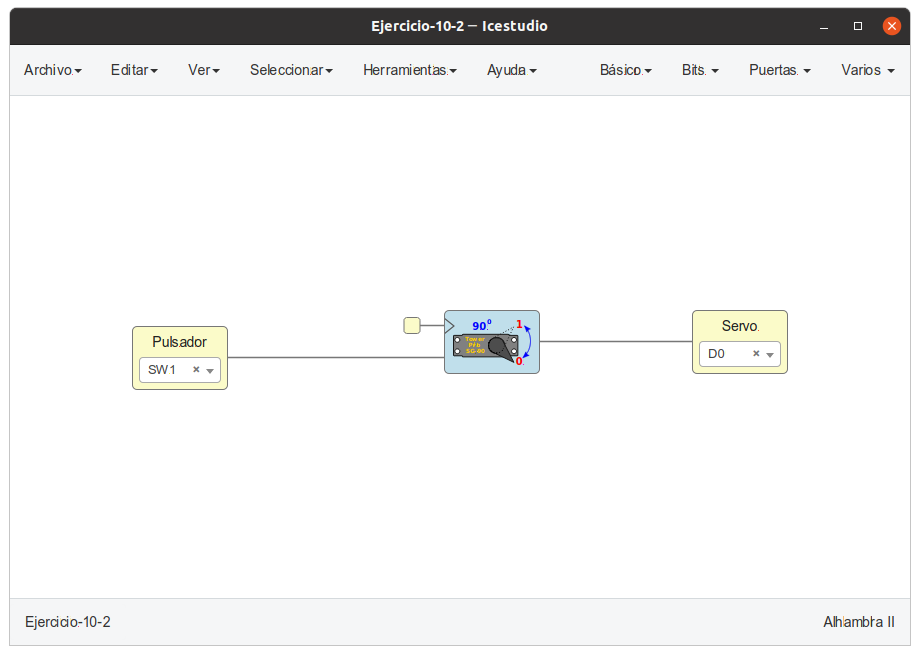 Ejercicio-10-2 — Icestudio
Archivo Editar Ver Seleccionar Herramientas Ayuda Básico Bits Puertas Varios
90º 1
Tower
Pro
SG-90
0
Pulsador
SW1
Servo
D0
Ejercicio-10-2 Alhambra II